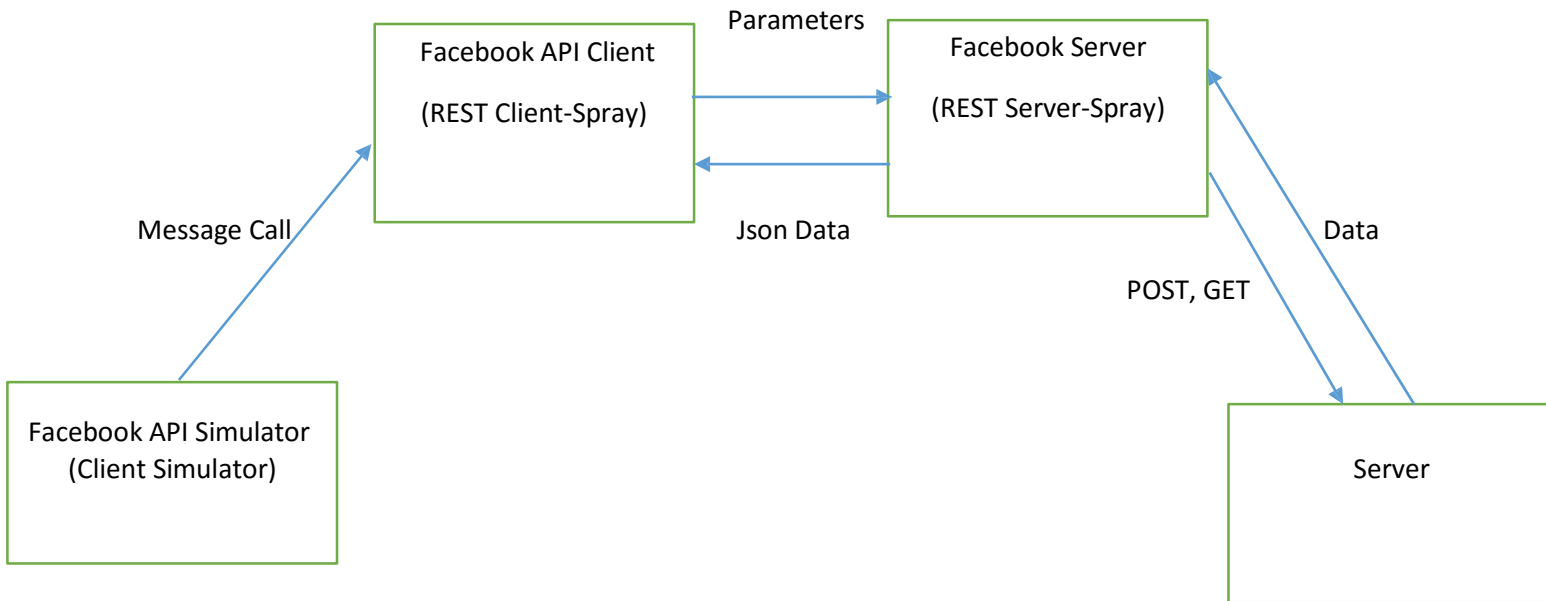 Parameters
Facebook API Client
(REST Client-Spray)
Facebook Server
(REST Server-Spray)
Message Call
Json Data
Data
POST, GET
Facebook API Simulator
(Client Simulator)
Server